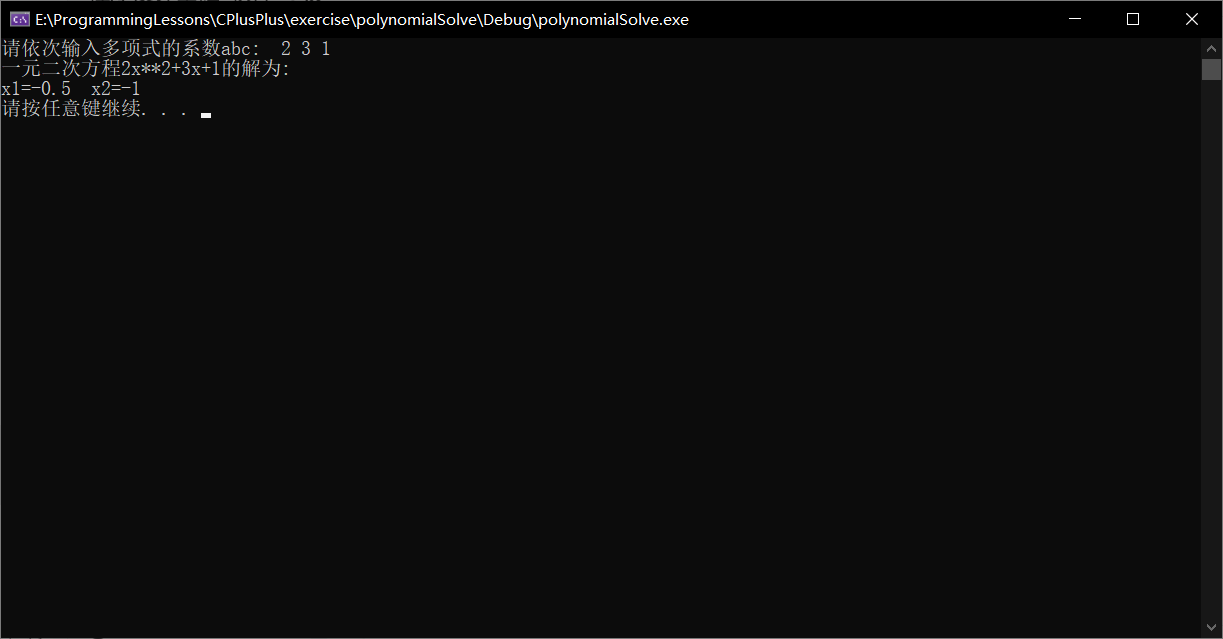 E:\ProgrammingLessons\CPlusPlus\exercise\polynomialSolve\Debug\polynomialSolve.exe
请依次输入多项式的系数abc:  2 3 1
一元二次方程2x**2+3x+1的解为:
x1=-0.5  x2=-1
请按任意键继续. . .